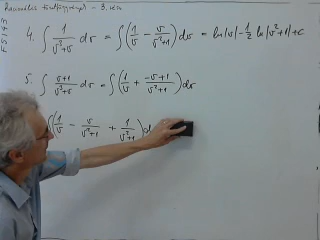 4. ∫ 1/(v³+v) dv = ∫ (1/v − v/(v²+1)) dv = ln|v| − 1/2 ln|v²+1| + c
5. ∫ (v+1)/(v³+v) dv = ∫ (1/v + (−v+1)/(v²+1)) dv
∫ (1/v − v/(v²+1) + 1/(v²+1)) d